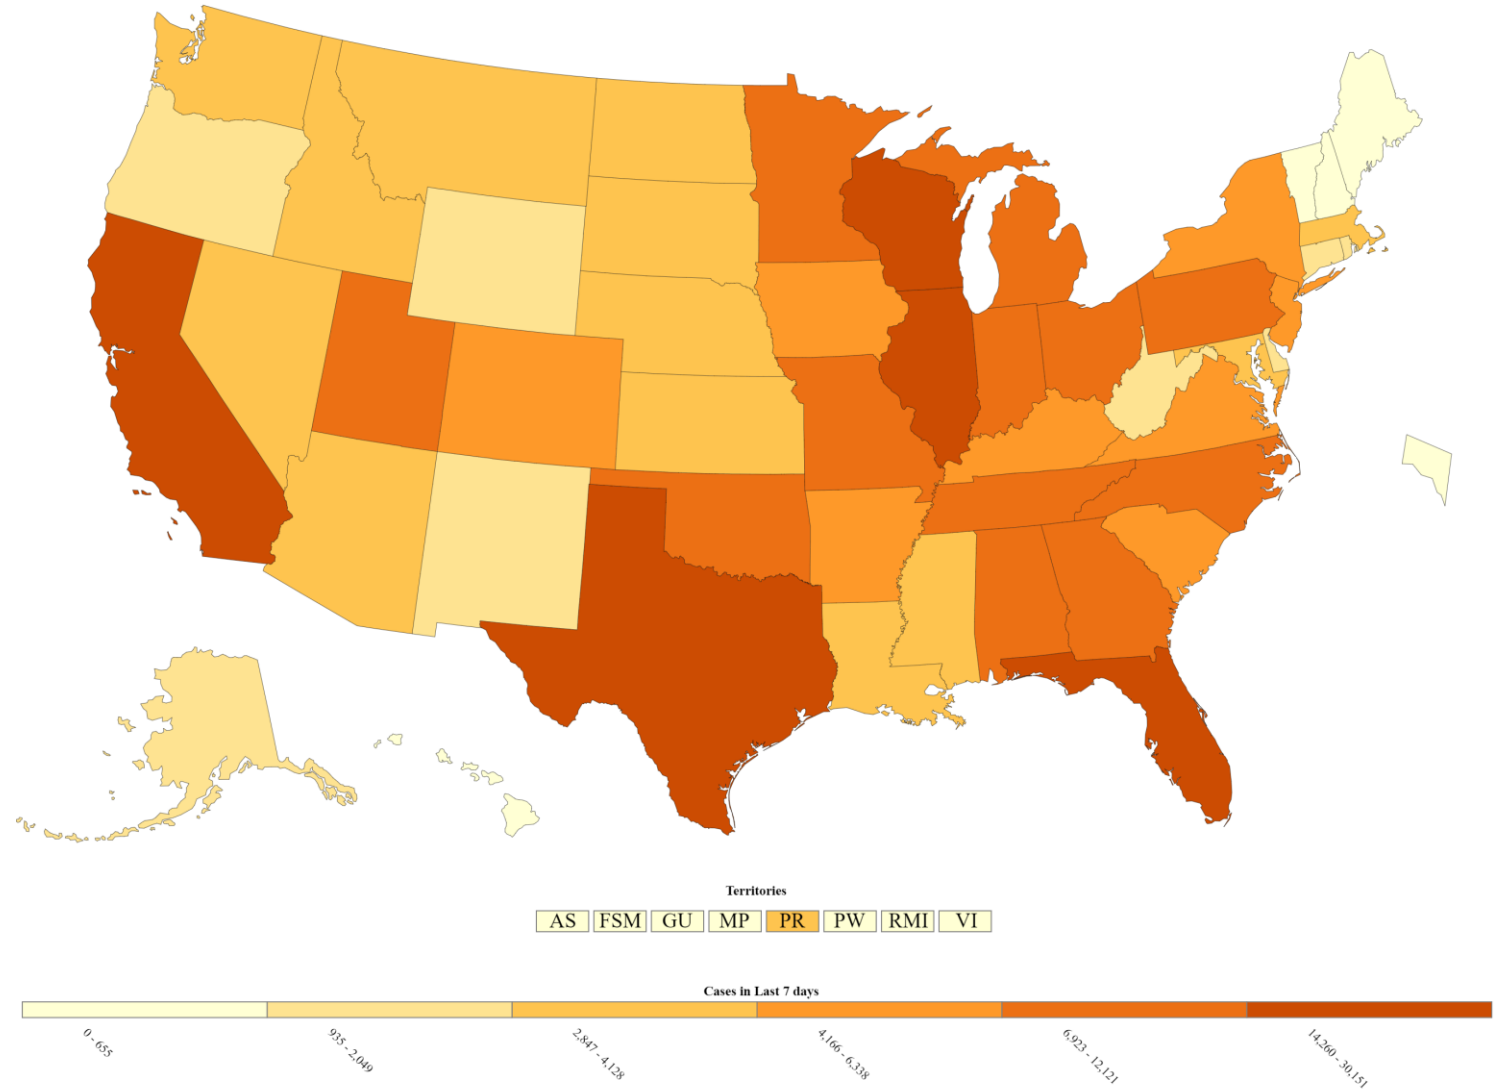 Territories
AS FSM GU MP PR PW RMI VI
Cases in Last 7 days
0 - 655
935 - 2,049
2,847 - 4,128
4,166 - 6,338
6,923 - 12,121
14,260 - 30,151